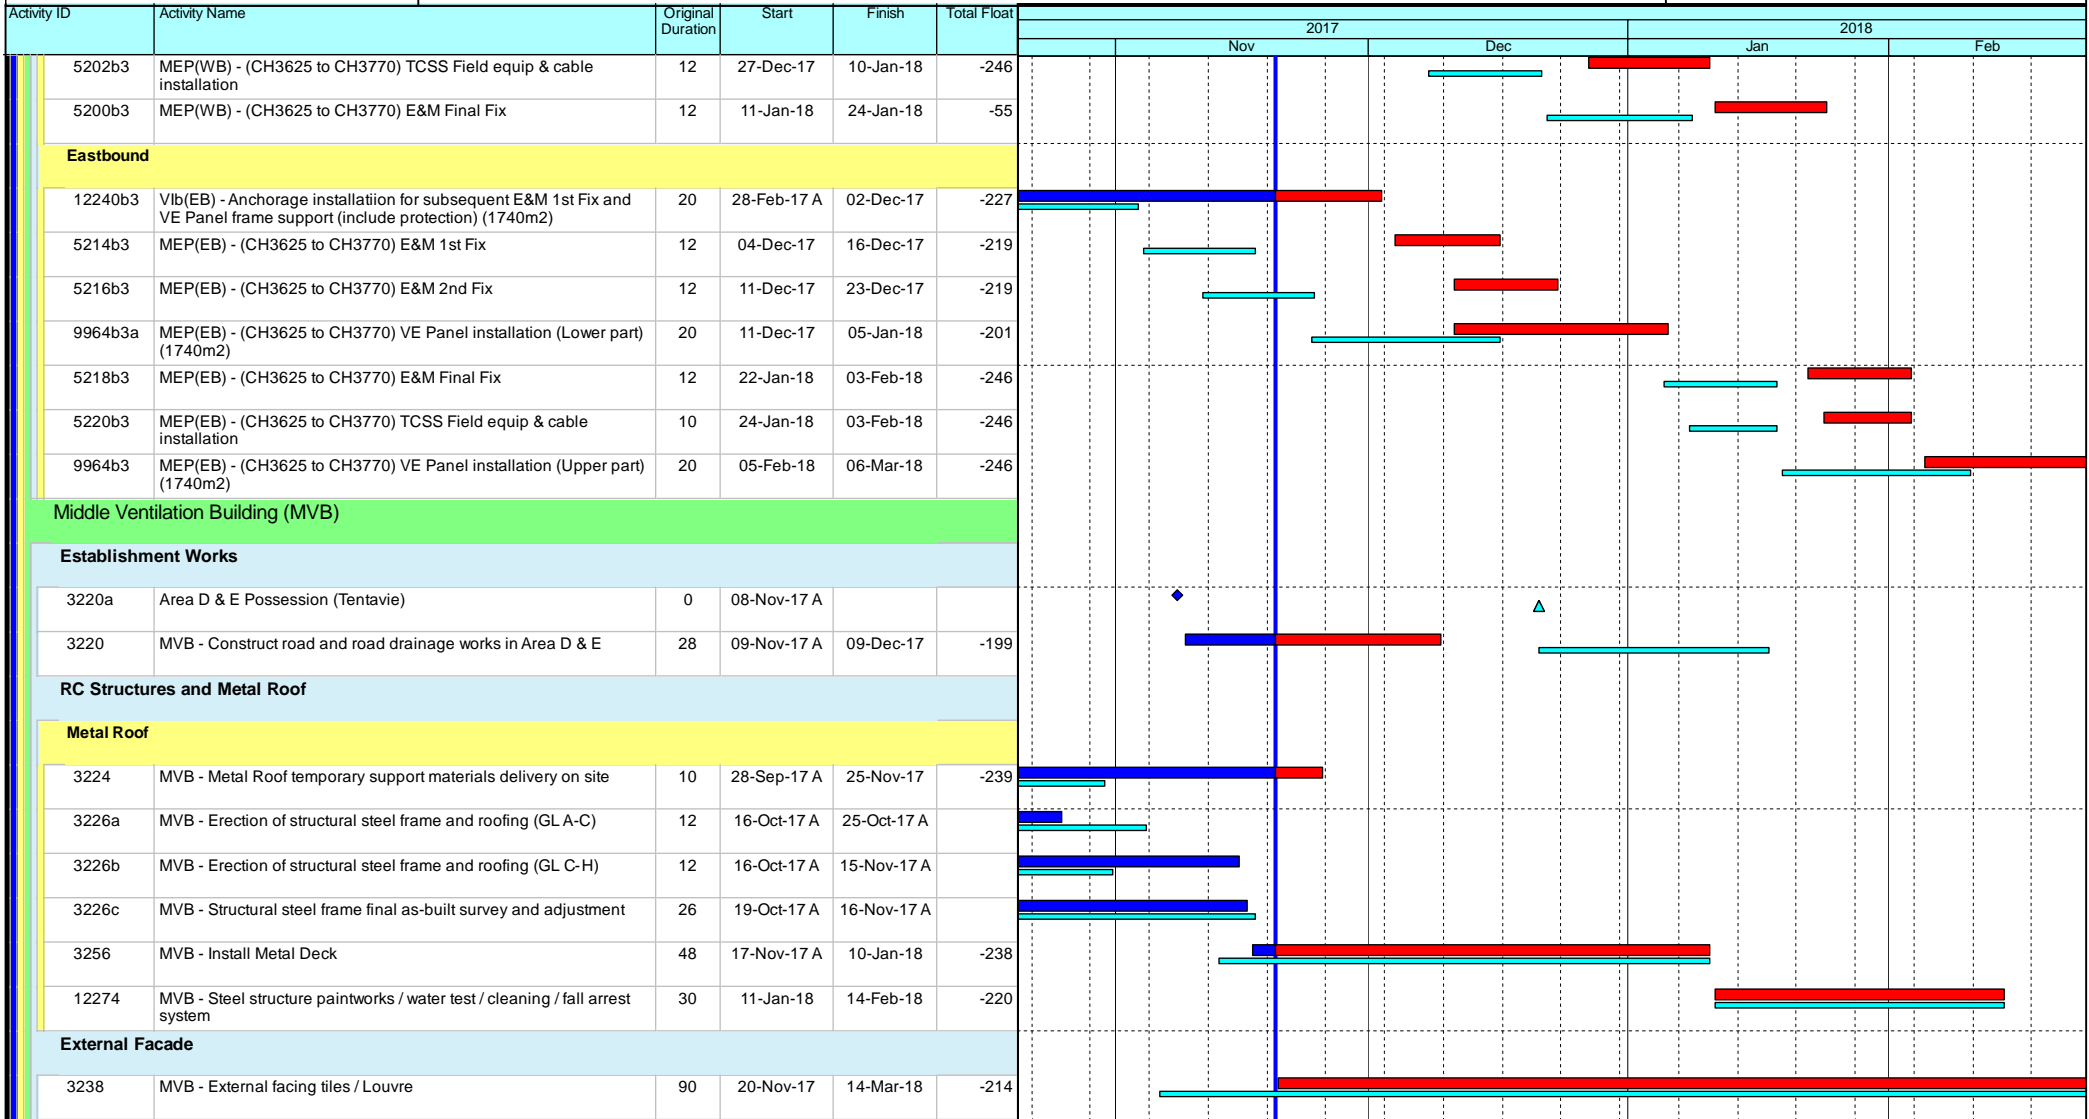 Activity ID Activity Name Original Duration Start Finish Total Float
2017 2018
Nov Dec Jan Feb
5202b3 MEP(WB) - (CH3625 to CH3770) TCSS Field equip & cable installation 12 27-Dec-17 10-Jan-18 -246
5200b3 MEP(WB) - (CH3625 to CH3770) E&M Final Fix 12 11-Jan-18 24-Jan-18 -55
Eastbound
12240b3 VIb(EB) - Anchorage installatiion for subsequent E&M 1st Fix and VE Panel frame support (include protection) (1740m2) 20 28-Feb-17 A 02-Dec-17 -227
5214b3 MEP(EB) - (CH3625 to CH3770) E&M 1st Fix 12 04-Dec-17 16-Dec-17 -219
5216b3 MEP(EB) - (CH3625 to CH3770) E&M 2nd Fix 12 11-Dec-17 23-Dec-17 -219
9964b3a MEP(EB) - (CH3625 to CH3770) VE Panel installation (Lower part) (1740m2) 20 11-Dec-17 05-Jan-18 -201
5218b3 MEP(EB) - (CH3625 to CH3770) E&M Final Fix 12 22-Jan-18 03-Feb-18 -246
5220b3 MEP(EB) - (CH3625 to CH3770) TCSS Field equip & cable installation 10 24-Jan-18 03-Feb-18 -246
9964b3 MEP(EB) - (CH3625 to CH3770) VE Panel installation (Upper part) (1740m2) 20 05-Feb-18 06-Mar-18 -246
Middle Ventilation Building (MVB)
Establishment Works
3220a Area D & E Possession (Tentavie) 0 08-Nov-17 A
3220 MVB - Construct road and road drainage works in Area D & E 28 09-Nov-17 A 09-Dec-17 -199
RC Structures and Metal Roof
Metal Roof
3224 MVB - Metal Roof temporary support materials delivery on site 10 28-Sep-17 A 25-Nov-17 -239
3226a MVB - Erection of structural steel frame and roofing (GL A-C) 12 16-Oct-17 A 25-Oct-17 A
3226b MVB - Erection of structural steel frame and roofing (GL C-H) 12 16-Oct-17 A 15-Nov-17 A
3226c MVB - Structural steel frame final as-built survey and adjustment 26 19-Oct-17 A 16-Nov-17 A
3256 MVB - Install Metal Deck 48 17-Nov-17 A 10-Jan-18 -238
12274 MVB - Steel structure paintworks / water test / cleaning / fall arrest system 30 11-Jan-18 14-Feb-18 -220
External Facade
3238 MVB - External facing tiles / Louvre 90 20-Nov-17 14-Mar-18 -214